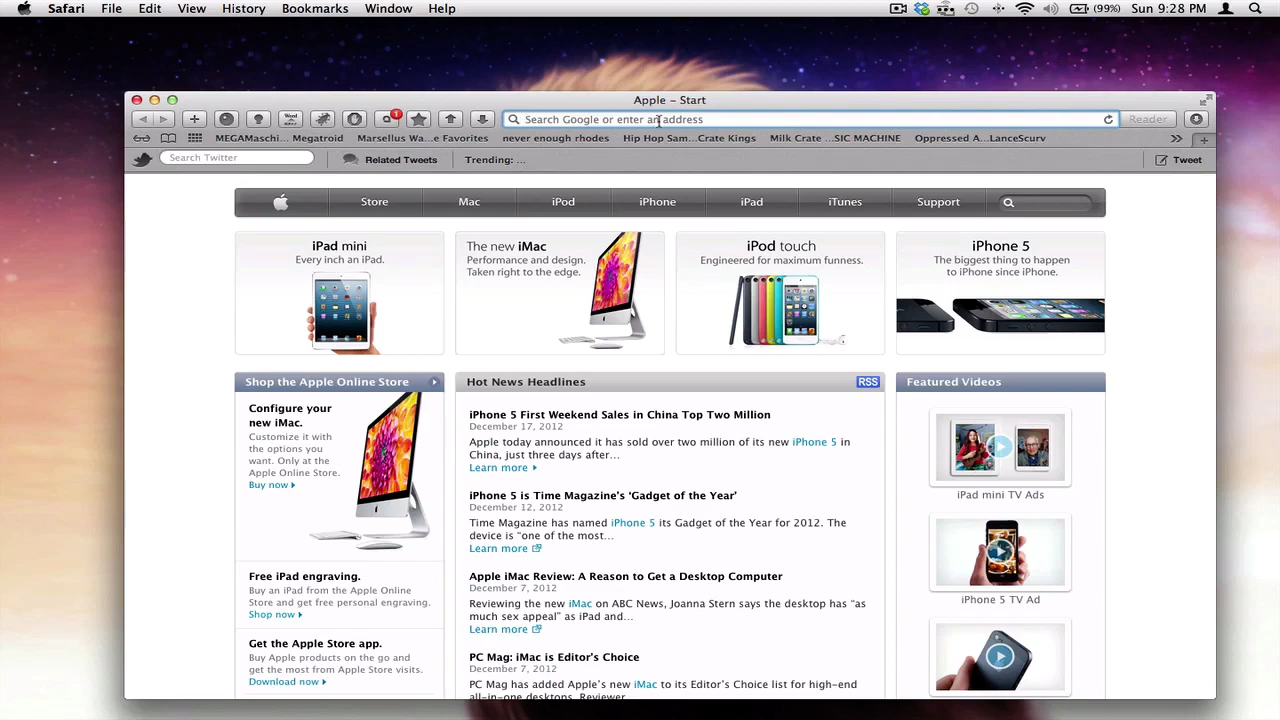 Safari File Edit View History Bookmarks Window Help (99%) Sun 9:28 PM
Apple – Start
1 Search Google or enter an address Reader
MEGAMaschi... Megatroid Marsellus Wa...e Favorites never enough rhodes Hip Hop Sam...Crate Kings Milk Crate ...SIC MACHINE Oppressed A...LanceScurv
Search Twitter Related Tweets Trending: ... Tweet
Store Mac iPod iPhone iPad iTunes Support
iPad mini
Every inch an iPad.
The new iMac
Performance and design.
Taken right to the edge.
iPod touch
Engineered for maximum funness.
iPhone 5
The biggest thing to happen
to iPhone since iPhone.
Shop the Apple Online Store
Configure your
new iMac.
Customize it with
the options you
want. Only at the
Apple Online Store.
Buy now
Free iPad engraving.
Buy an iPad from the Apple Online
Store and get free personal engraving.
Shop now
Get the Apple Store app.
Buy Apple products on the go and
get the most from Apple Store visits.
Download now
Hot News Headlines RSS
iPhone 5 First Weekend Sales in China Top Two Million
December 17, 2012
Apple today announced it has sold over two million of its new iPhone 5 in
China, just three days after...
Learn more
iPhone 5 is Time Magazine's ‘Gadget of the Year’
December 12, 2012
Time Magazine has named iPhone 5 its Gadget of the Year for 2012. The
device is “one of the most...
Learn more
Apple iMac Review: A Reason to Get a Desktop Computer
December 7, 2012
Reviewing the new iMac on ABC News, Joanna Stern says the desktop has “as
much sex appeal” as iPad and...
Learn more
PC Mag: iMac is Editor's Choice
December 7, 2012
PC Mag has added Apple's new iMac to its Editor's Choice list for high-end
all-in-one desktops. Reviewer
Featured Videos
iPad mini TV Ads
iPhone 5 TV Ad